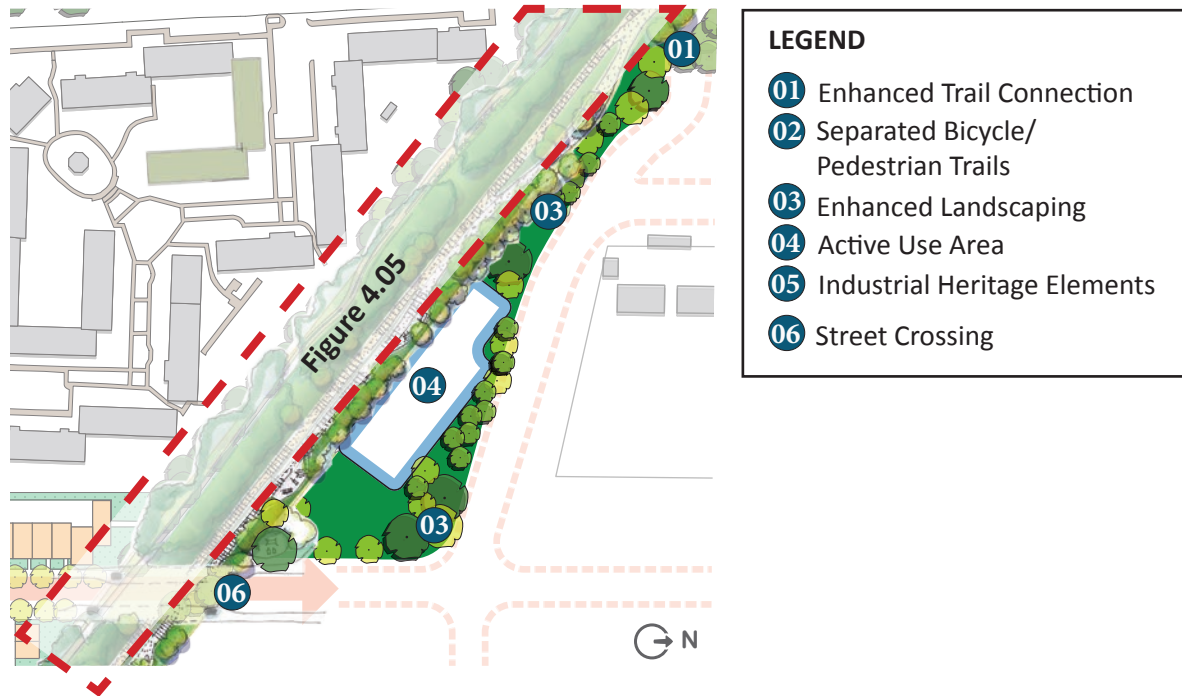 01
03
Figure 4.05
04
03
06
N
LEGEND
01 Enhanced Trail Connection
02 Separated Bicycle/
Pedestrian Trails
03 Enhanced Landscaping
04 Active Use Area
05 Industrial Heritage Elements
06 Street Crossing